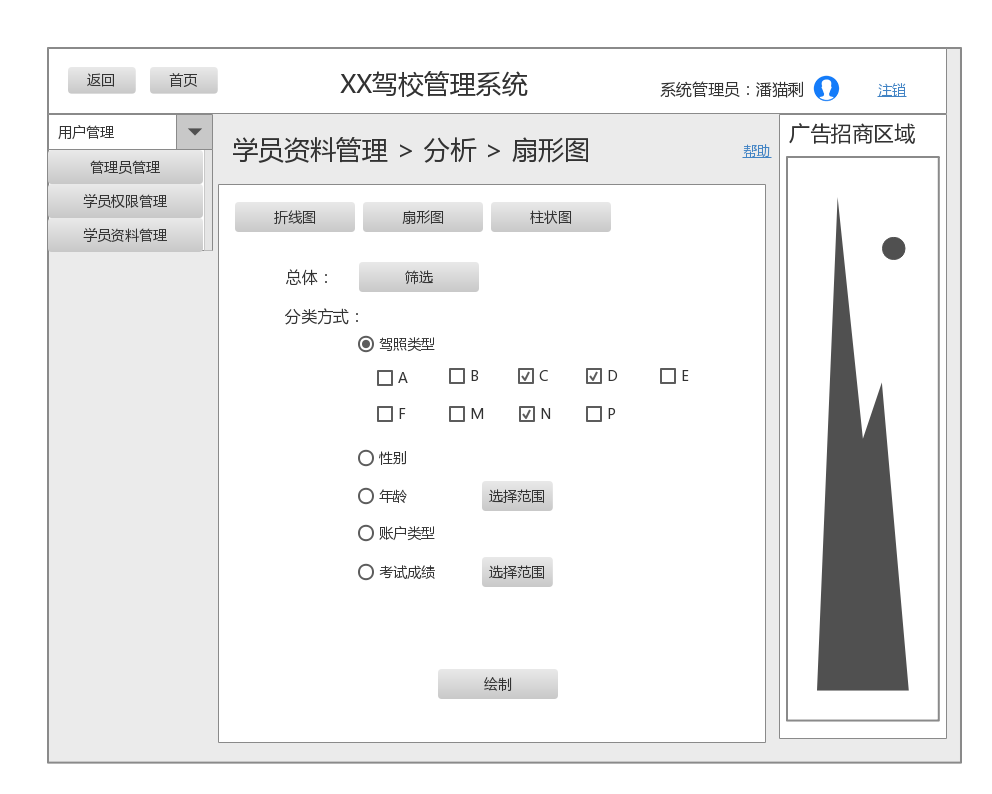 返回 首页 XX驾校管理系统 系统管理员：潘猫剩 注销
用户管理
管理员管理
学员权限管理
学员资料管理
学员资料管理 > 分析 > 扇形图 帮助
折线图 扇形图 柱状图
总体： 筛选
分类方式：
驾照类型
A B C D E
F M N P
性别
年龄 选择范围
账户类型
考试成绩 选择范围
绘制
广告招商区域